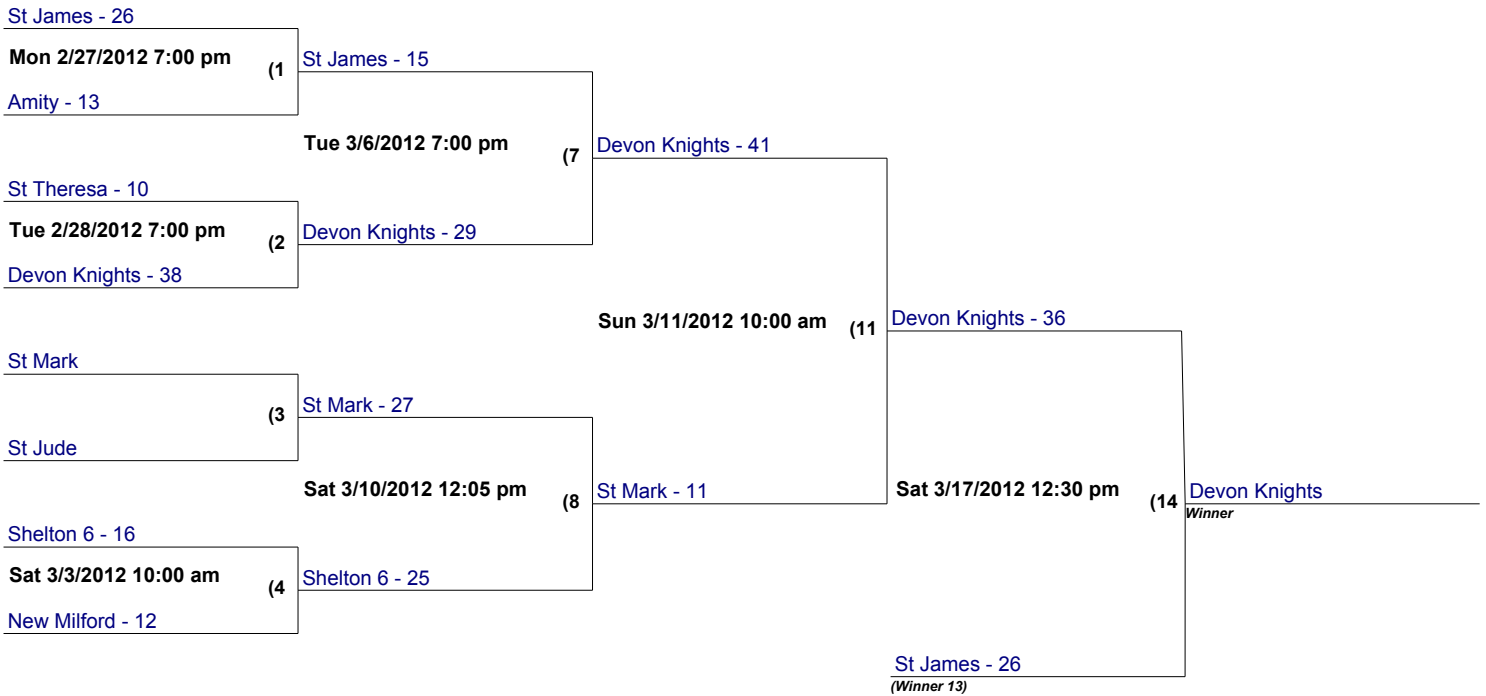 St James - 26
Mon 2/27/2012 7:00 pm (1
Amity - 13
St James - 15
Tue 3/6/2012 7:00 pm (7
St Theresa - 10
Tue 2/28/2012 7:00 pm (2
Devon Knights - 38
Devon Knights - 29
Devon Knights - 41
Sun 3/11/2012 10:00 am (11
St Mark
(3
St Jude
St Mark - 27
Sat 3/10/2012 12:05 pm (8
Shelton 6 - 16
Sat 3/3/2012 10:00 am (4
New Milford - 12
Shelton 6 - 25
St Mark - 11
Devon Knights - 36
Sat 3/17/2012 12:30 pm (14
St James - 26
(Winner 13)
Devon Knights
Winner